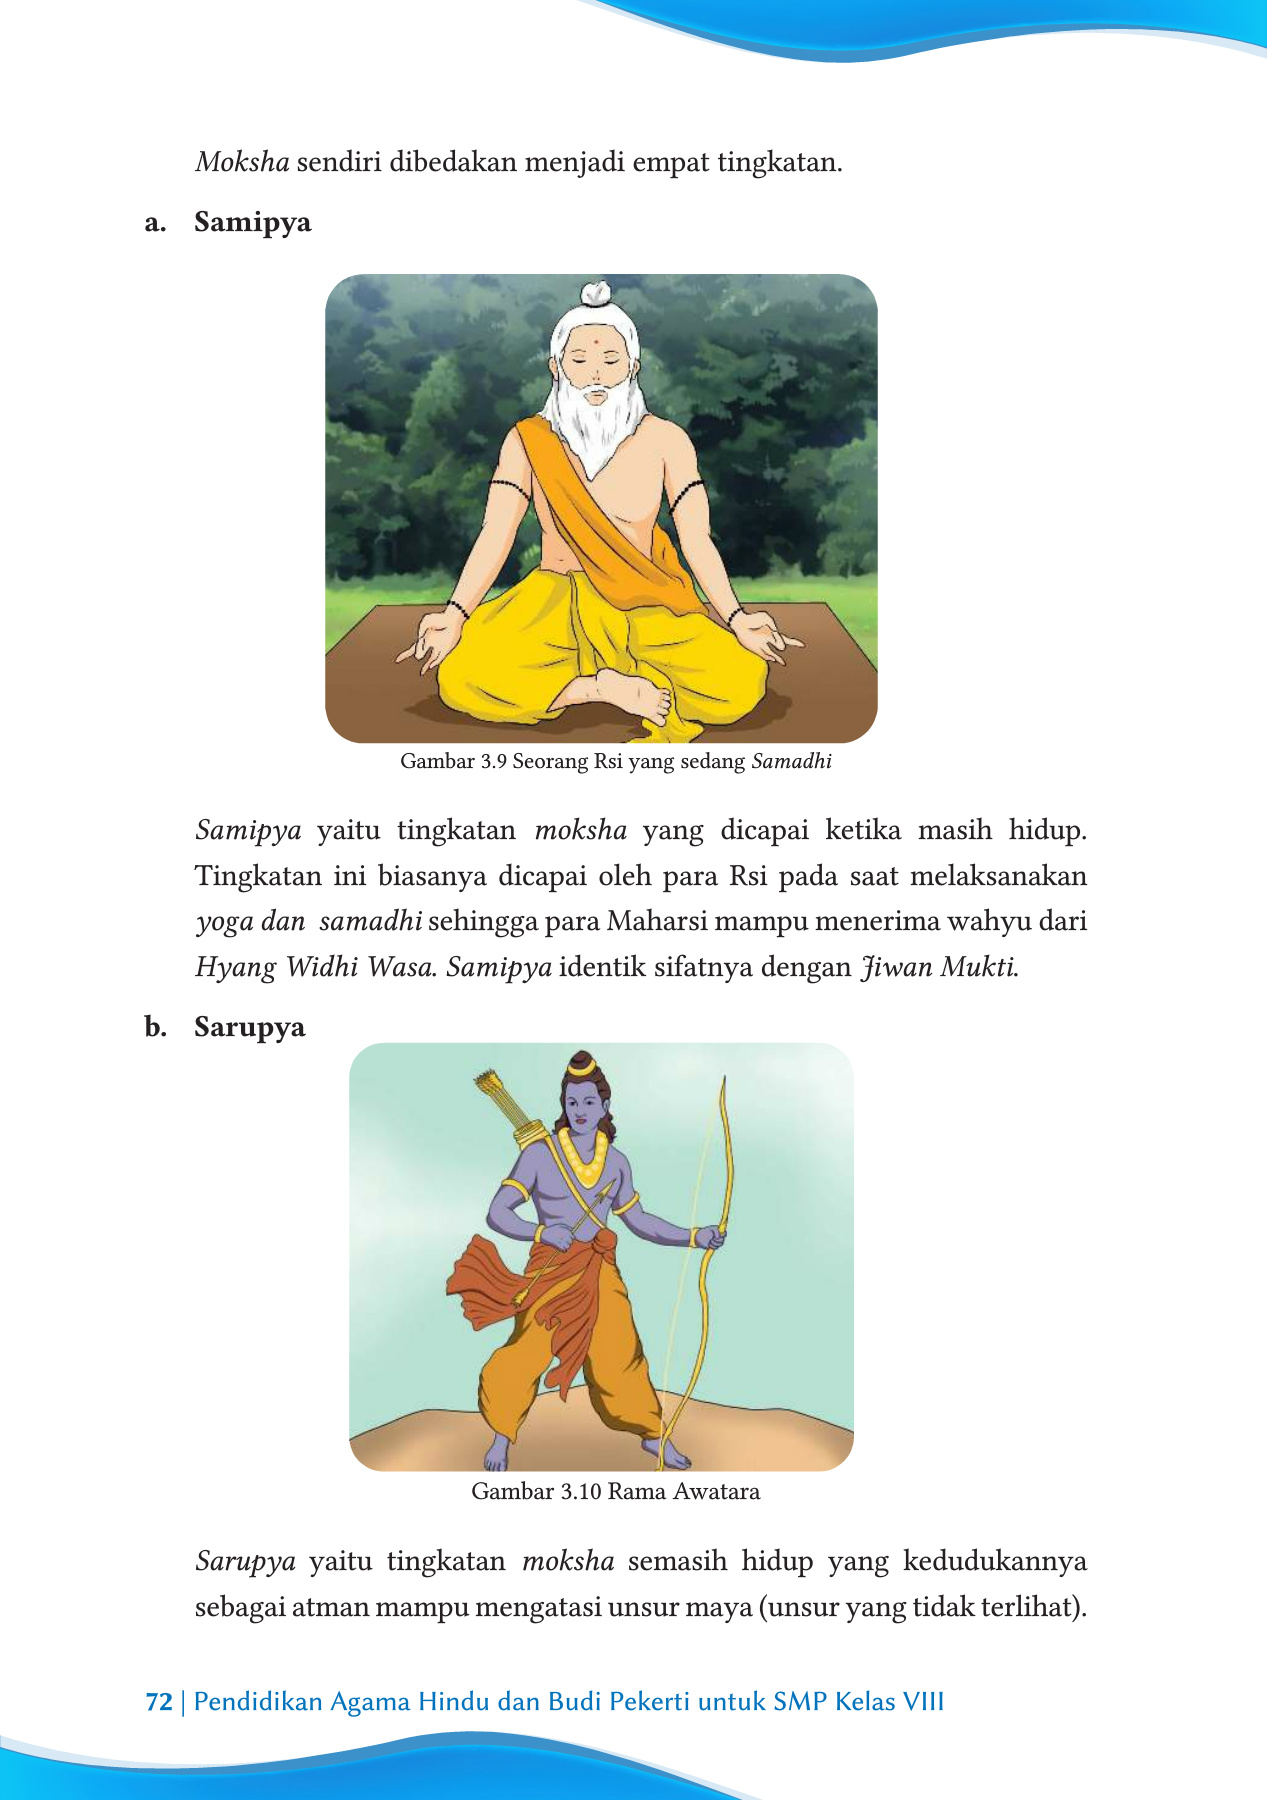 Moksha sendiri dibedakan menjadi empat tingkatan.
a. Samipya
Gambar 3.9 Seorang Rsi yang sedang Samadhi
Samipya yaitu tingkatan moksha yang dicapai ketika masih hidup.
Tingkatan ini biasanya dicapai oleh para Rsi pada saat melaksanakan
yoga dan samadhi sehingga para Maharsi mampu menerima wahyu dari
Hyang Widhi Wasa. Samipya identik sifatnya dengan Jiwan Mukti.
b. Sarupya
Gambar 3.10 Rama Awatara
Sarupya yaitu tingkatan moksha semasih hidup yang kedudukannya
sebagai atman mampu mengatasi unsur maya (unsur yang tidak terlihat).
72 | Pendidikan Agama Hindu dan Budi Pekerti untuk SMP Kelas VIII